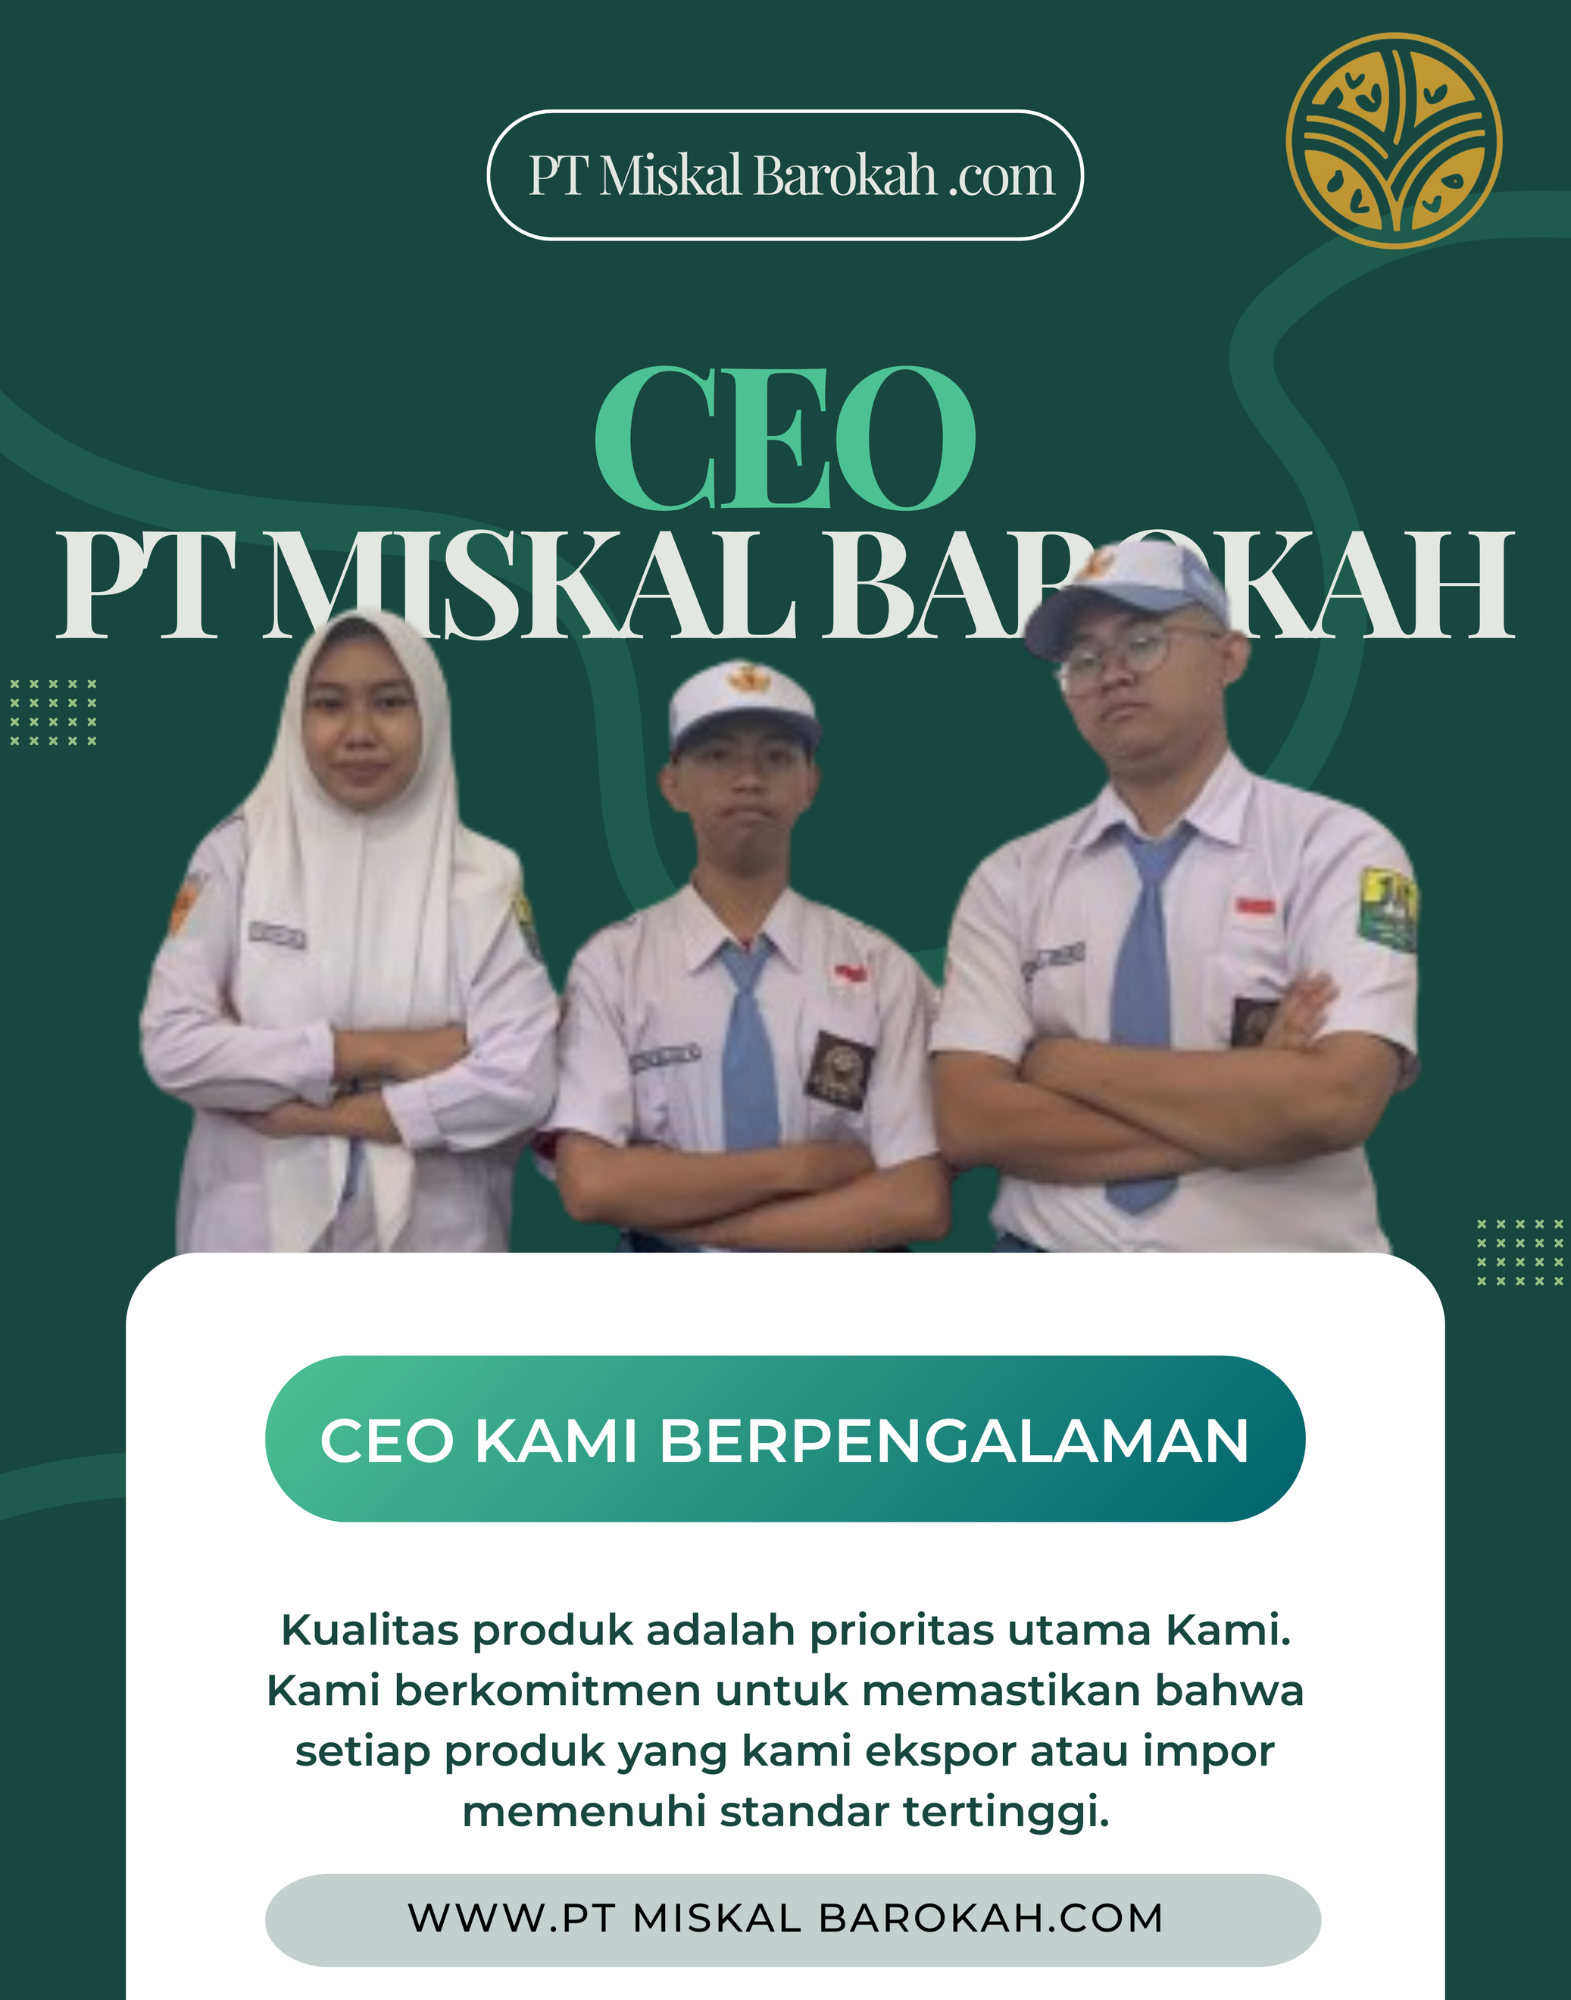 PT Miskal Barokah .com
CEO
PT MISKAL BAROKAH
CEO KAMI BERPENGALAMAN
Kualitas produk adalah prioritas utama Kami.
Kami berkomitmen untuk memastikan bahwa
setiap produk yang kami ekspor atau impor
memenuhi standar tertinggi.
WWW.PT MISKAL BAROKAH.COM